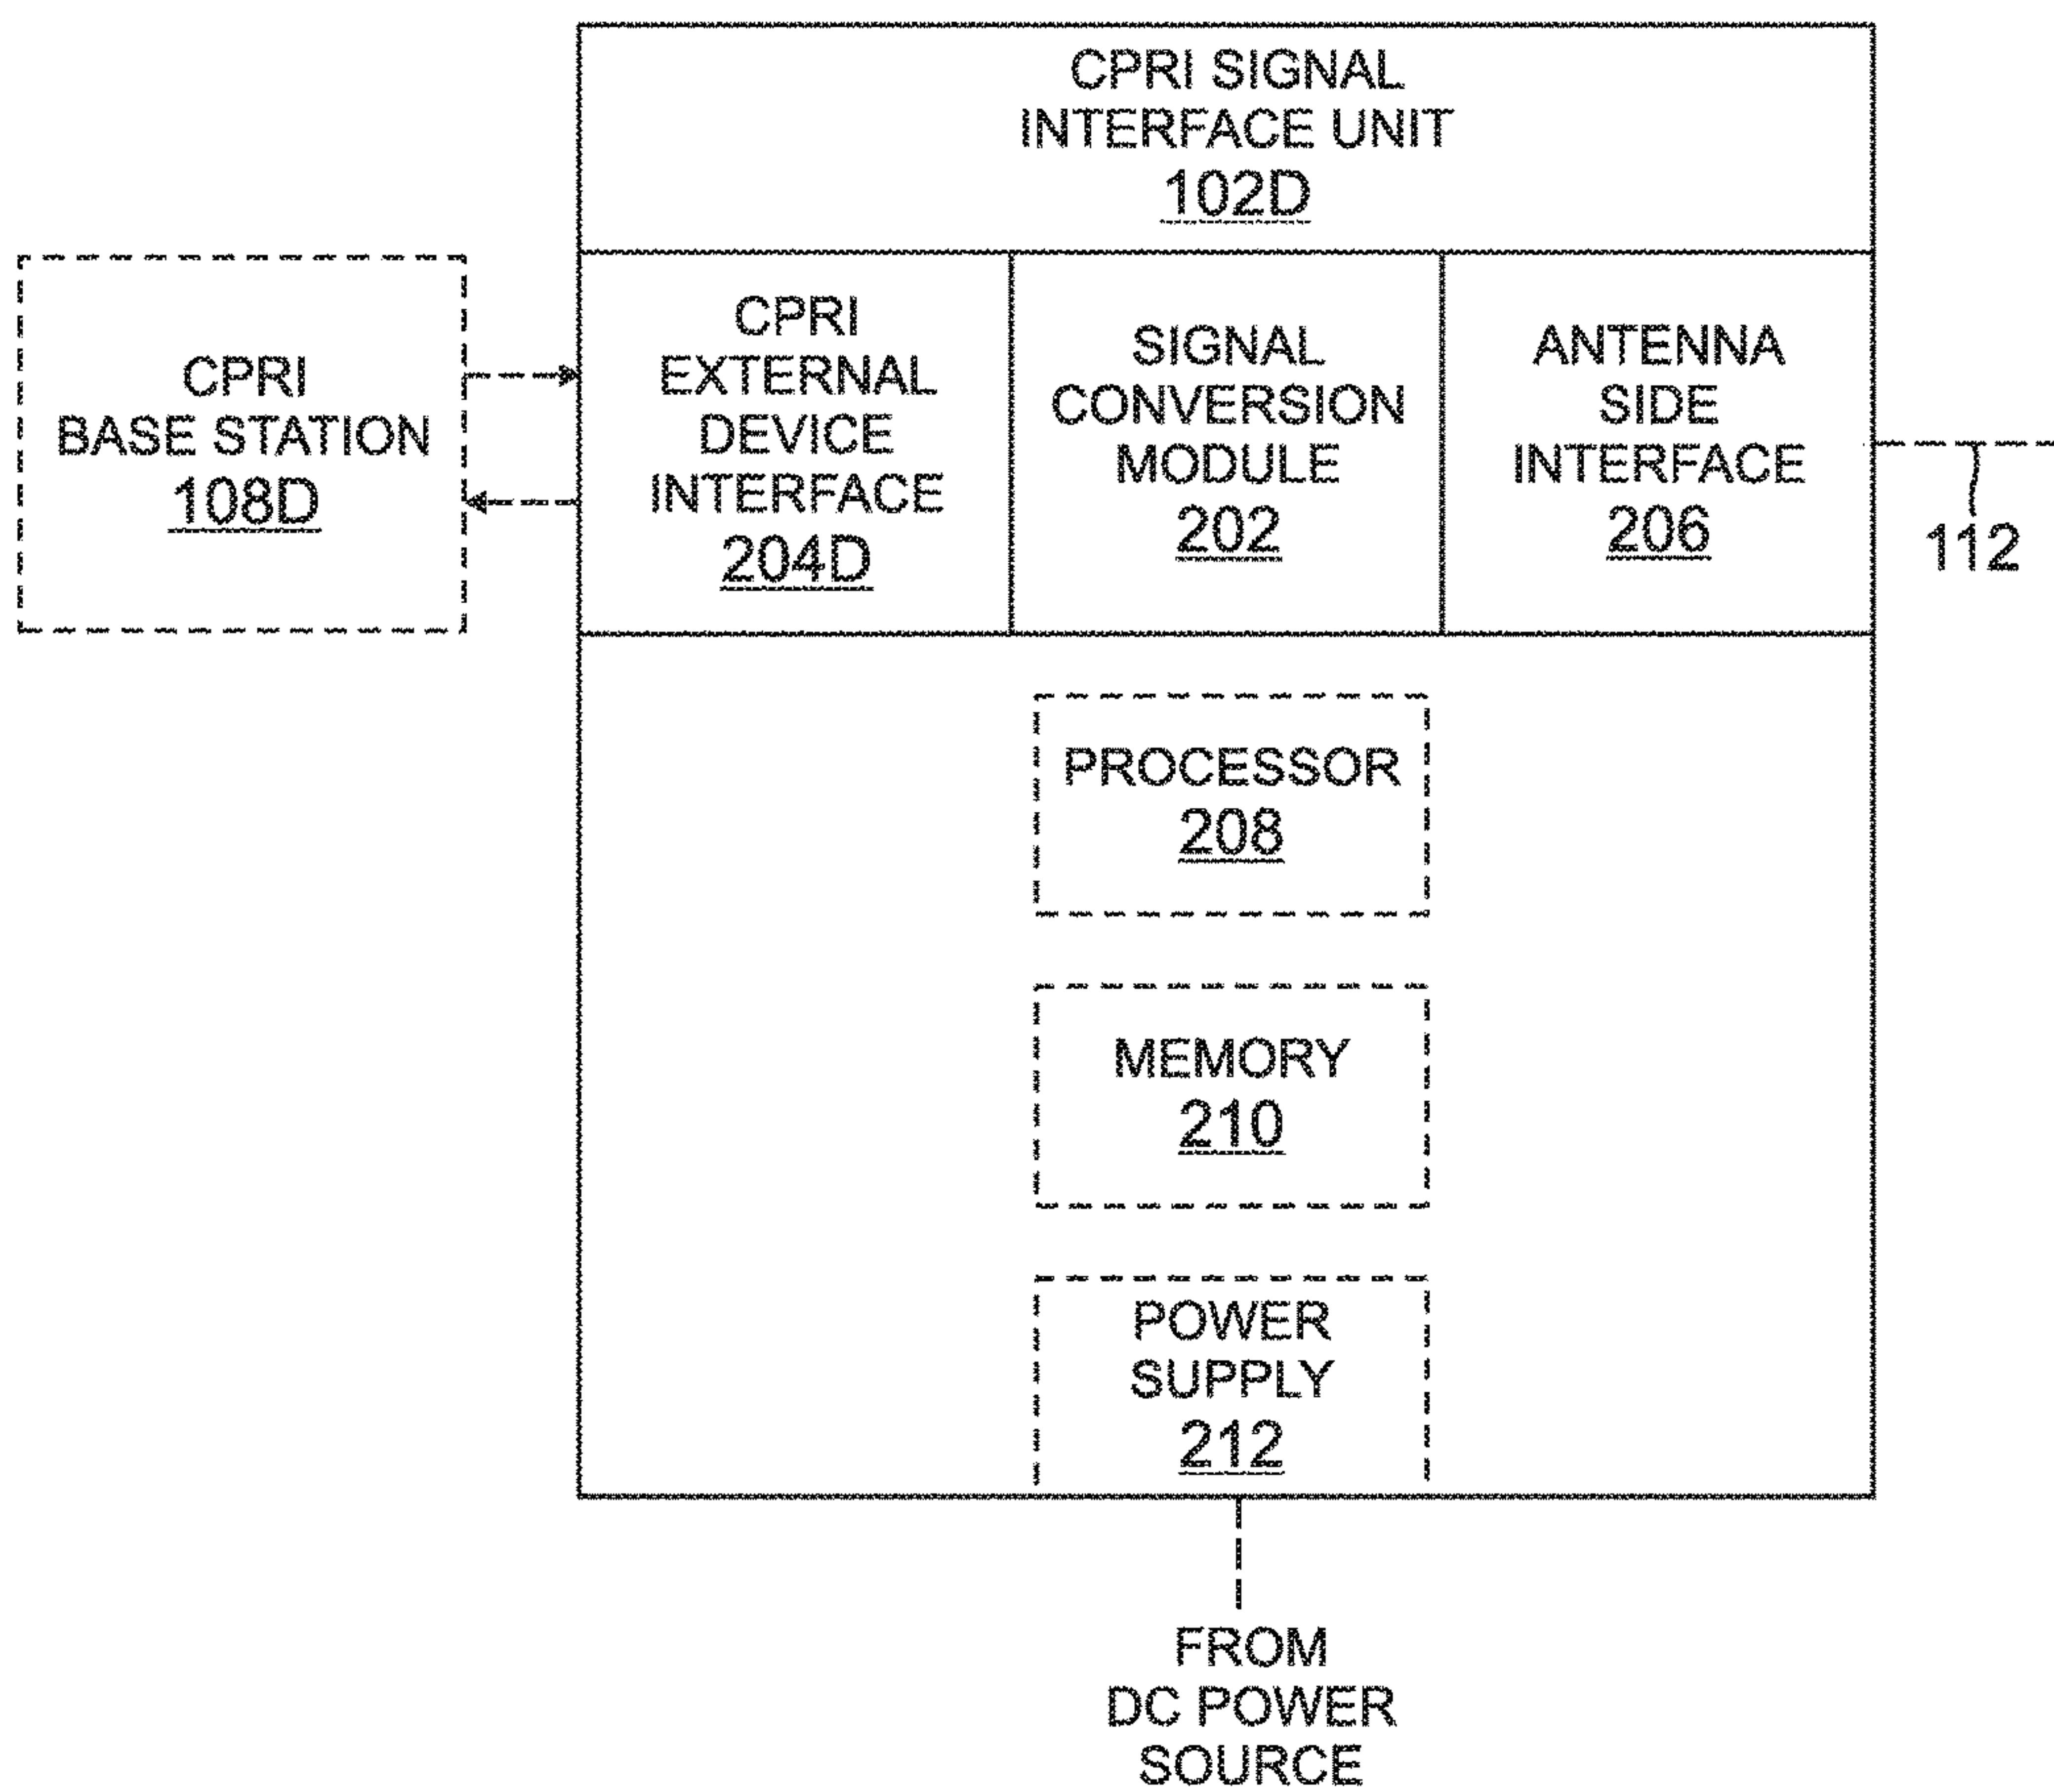 CPRI SIGNAL
INTERFACE UNIT
102D
CPRI
BASE STATION
108D
CPRI
EXTERNAL
DEVICE
INTERFACE
204D
SIGNAL
CONVERSION
MODULE
202
ANTENNA
SIDE
INTERFACE
206
112
PROCESSOR
208
MEMORY
210
POWER
SUPPLY
212
FROM
DC POWER
SOURCE